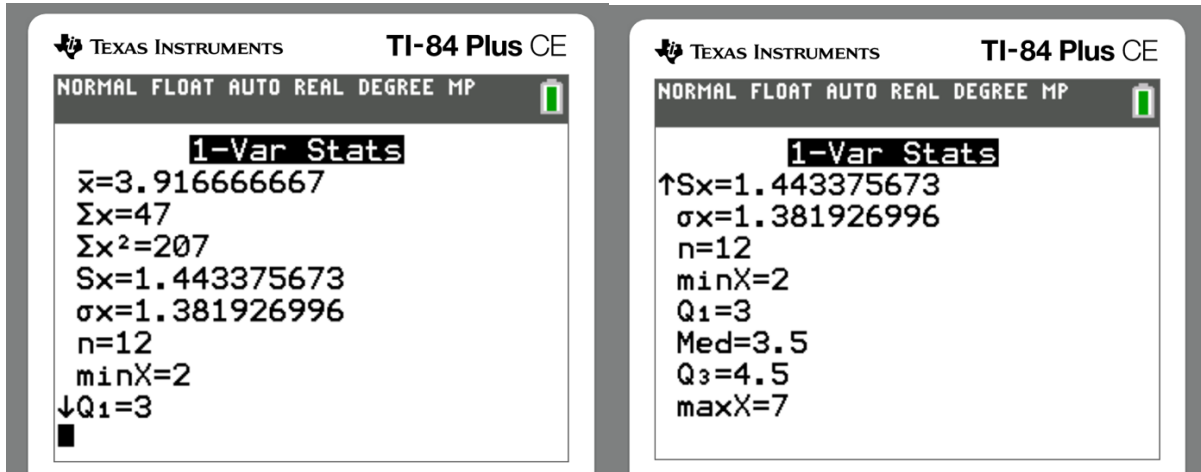 TEXAS INSTRUMENTS TI-84 Plus CE
NORMAL FLOAT AUTO REAL DEGREE MP
1-Var Stats
x̄=3.916666667
Σx=47
Σx²=207
Sx=1.443375673
σx=1.381926996
n=12
minX=2
↓Q₁=3
TEXAS INSTRUMENTS TI-84 Plus CE
NORMAL FLOAT AUTO REAL DEGREE MP
1-Var Stats
↑Sx=1.443375673
σx=1.381926996
n=12
minX=2
Q₁=3
Med=3.5
Q₃=4.5
maxX=7